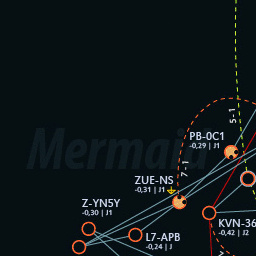 5-1
PB-0C1
-0,29 | J1
Mermaid
7-1
ZUE-NS
-0,31 | J1
Z-YN5Y
-0,30 | J1
KVN-36
-0,42 | J2
L7-APB
-0,24 | J